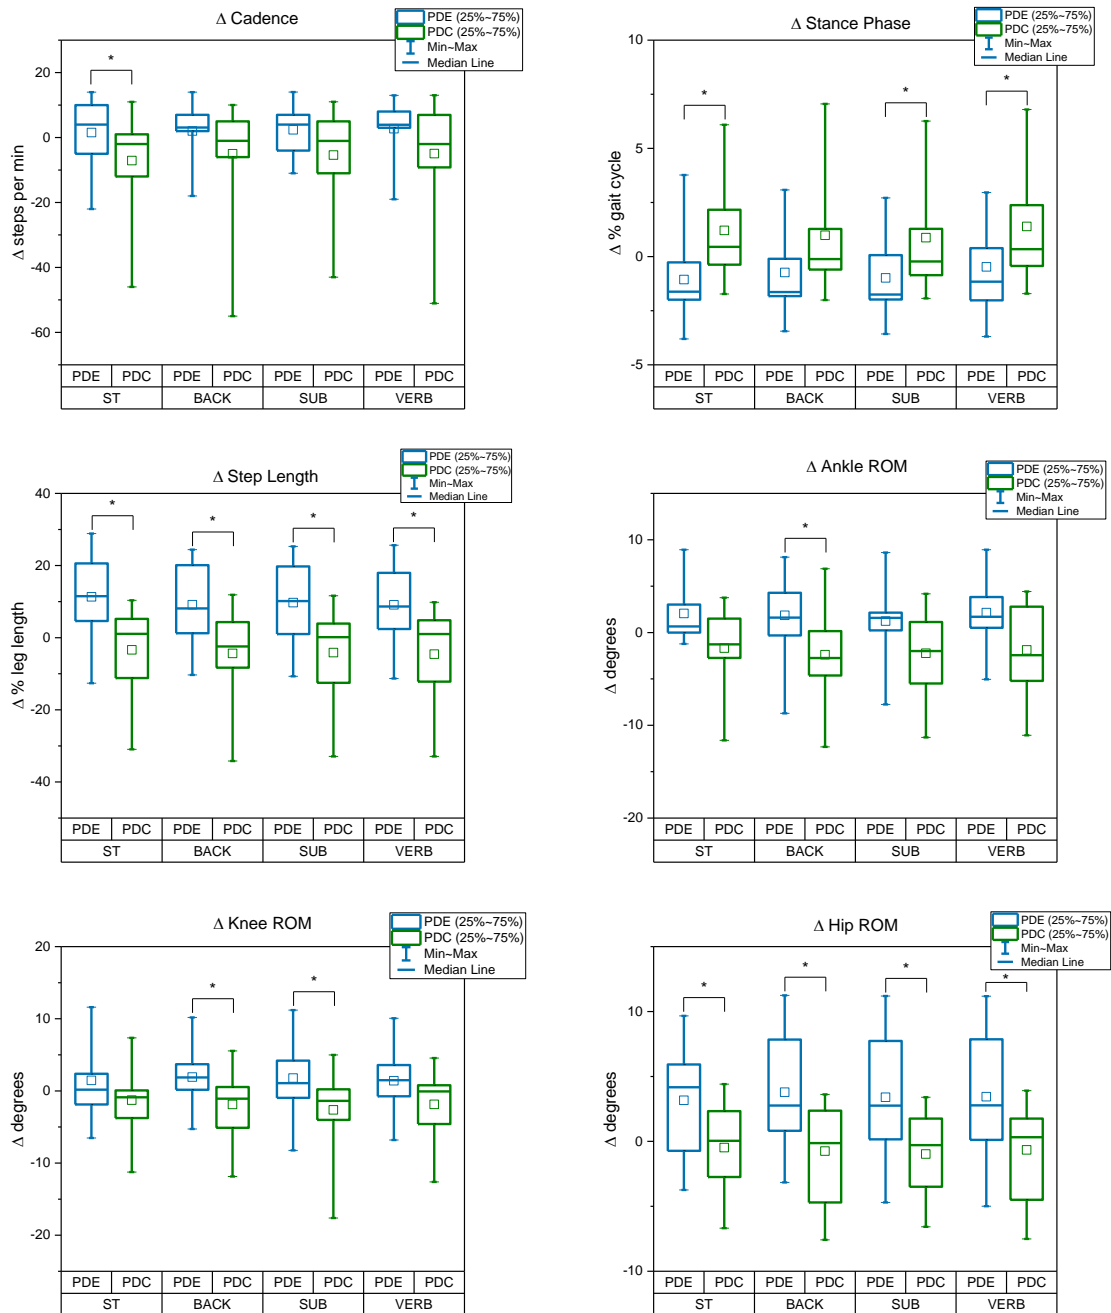 Δ Cadence
PDE (25%~75%)
PDC (25%~75%)
Min~Max
Median Line
Δ steps per min
20
0
-20
-40
-60
*
PDE PDC PDE PDC PDE PDC PDE PDC
ST BACK SUB VERB
Δ Stance Phase
PDE (25%~75%)
PDC (25%~75%)
Min~Max
Median Line
Δ % gait cycle
10
5
0
-5
* * *
PDE PDC PDE PDC PDE PDC PDE PDC
ST BACK SUB VERB
Δ Step Length
PDE (25%~75%)
PDC (25%~75%)
Min~Max
Median Line
Δ % leg length
40
20
0
-20
-40
* * * *
PDE PDC PDE PDC PDE PDC PDE PDC
ST BACK SUB VERB
Δ Ankle ROM
PDE (25%~75%)
PDC (25%~75%)
Min~Max
Median Line
Δ degrees
10
0
-10
-20
*
PDE PDC PDE PDC PDE PDC PDE PDC
ST BACK SUB VERB
Δ Knee ROM
PDE (25%~75%)
PDC (25%~75%)
Min~Max
Median Line
Δ degrees
20
10
0
-10
-20
* *
PDE PDC PDE PDC PDE PDC PDE PDC
ST BACK SUB VERB
Δ Hip ROM
PDE (25%~75%)
PDC (25%~75%)
Min~Max
Median Line
Δ degrees
10
0
-10
* * * *
PDE PDC PDE PDC PDE PDC PDE PDC
ST BACK SUB VERB